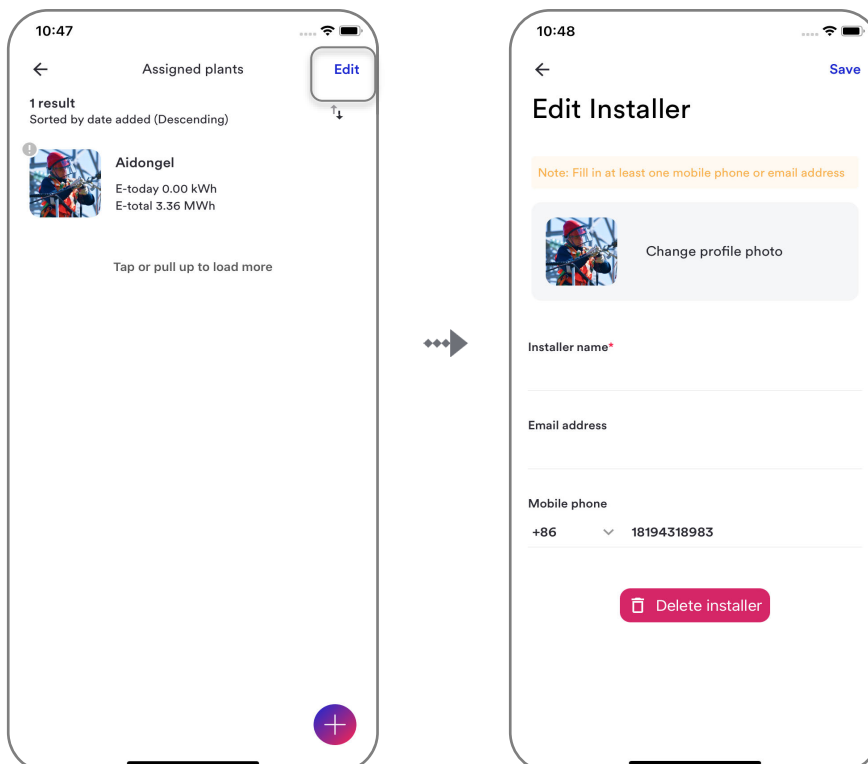 10:47
Assigned plants
Edit
1 result
Sorted by date added (Descending)
Aidongel
E-today 0.00 kWh
E-total 3.36 MWh
Tap or pull up to load more
10:48
Save
Edit Installer
Note: Fill in at least one mobile phone or email address
Change profile photo
Installer name*
Email address
Mobile phone
+86 18194318983
Delete installer